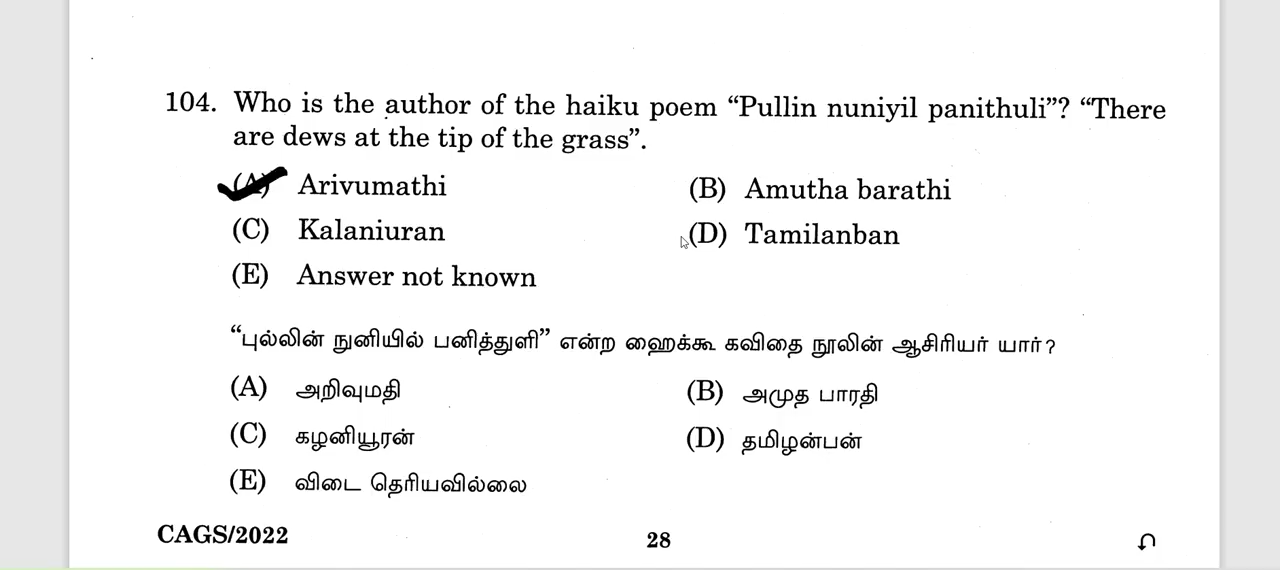 104. Who is the author of the haiku poem “Pullin nuniyil panithuli”? “There
are dews at the tip of the grass”.
(A) Arivumathi (B) Amutha barathi
(C) Kalaniuran (D) Tamilanban
(E) Answer not known
“புல்லின் நுனியில் பனித்துளி” என்ற ஹைக்கூ கவிதை நூலின் ஆசிரியர் யார்?
(A) அறிவுமதி (B) அமுத பாரதி
(C) கழனியூரன் (D) தமிழன்பன்
(E) விடை தெரியவில்லை
CAGS/2022 28